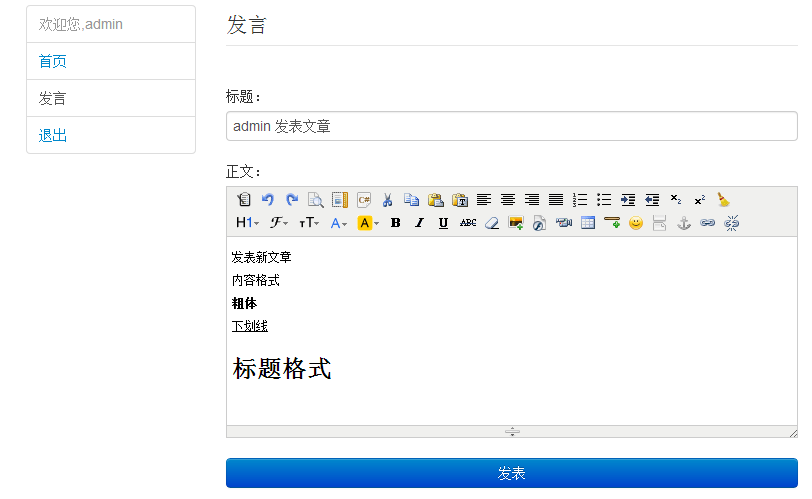 欢迎您,admin
首页
发言
退出
发言
标题：
admin 发表文章
正文：
H1 F TT A A B I U ABC
发表新文章
内容格式
粗体
下划线
标题格式
发表